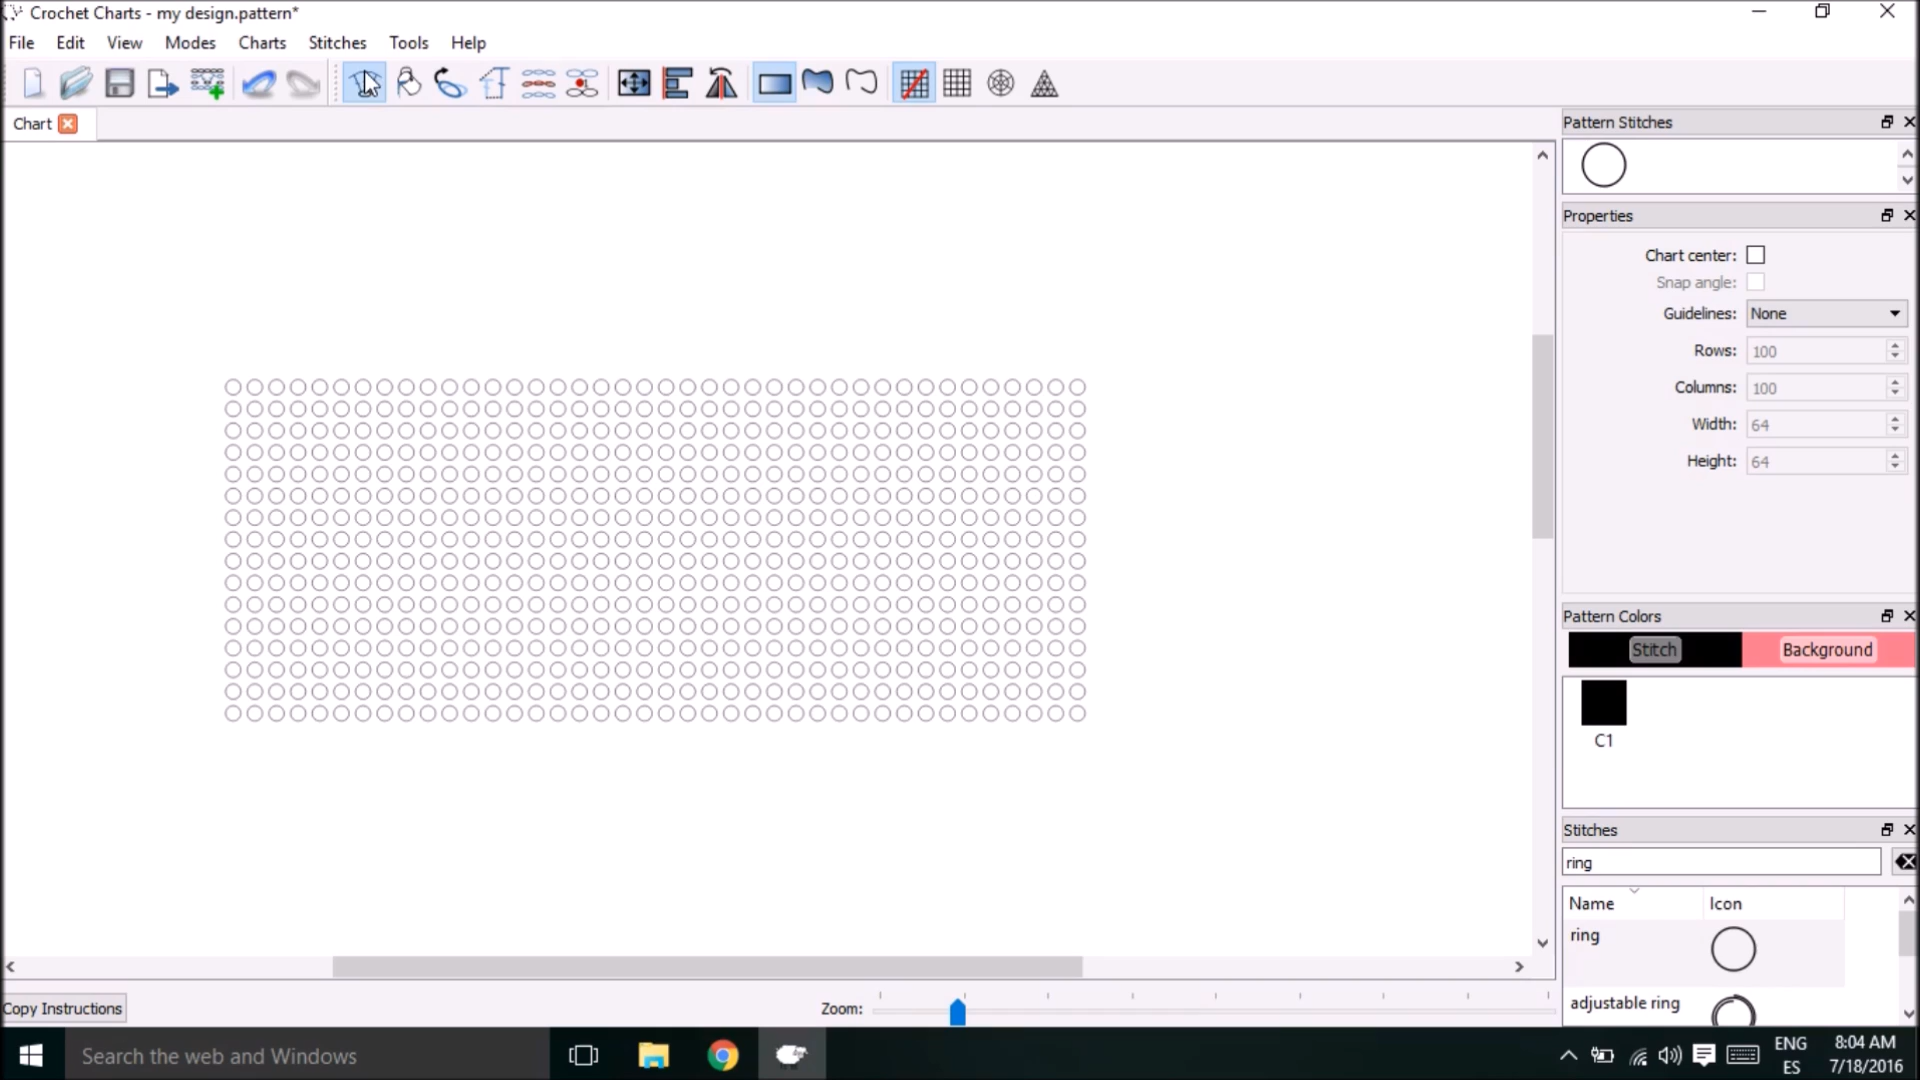 Crochet Charts - my design.pattern*
File Edit View Modes Charts Stitches Tools Help
Chart
Pattern Stitches
Properties
Chart center:
Snap angle:
Guidelines: None
Rows: 100
Columns: 100
Width: 64
Height: 64
Pattern Colors
Stitch Background
C1
Stitches
ring
Name Icon
ring
adjustable ring
Copy Instructions
Zoom:
Search the web and Windows
ENG
ES
8:04 AM
7/18/2016